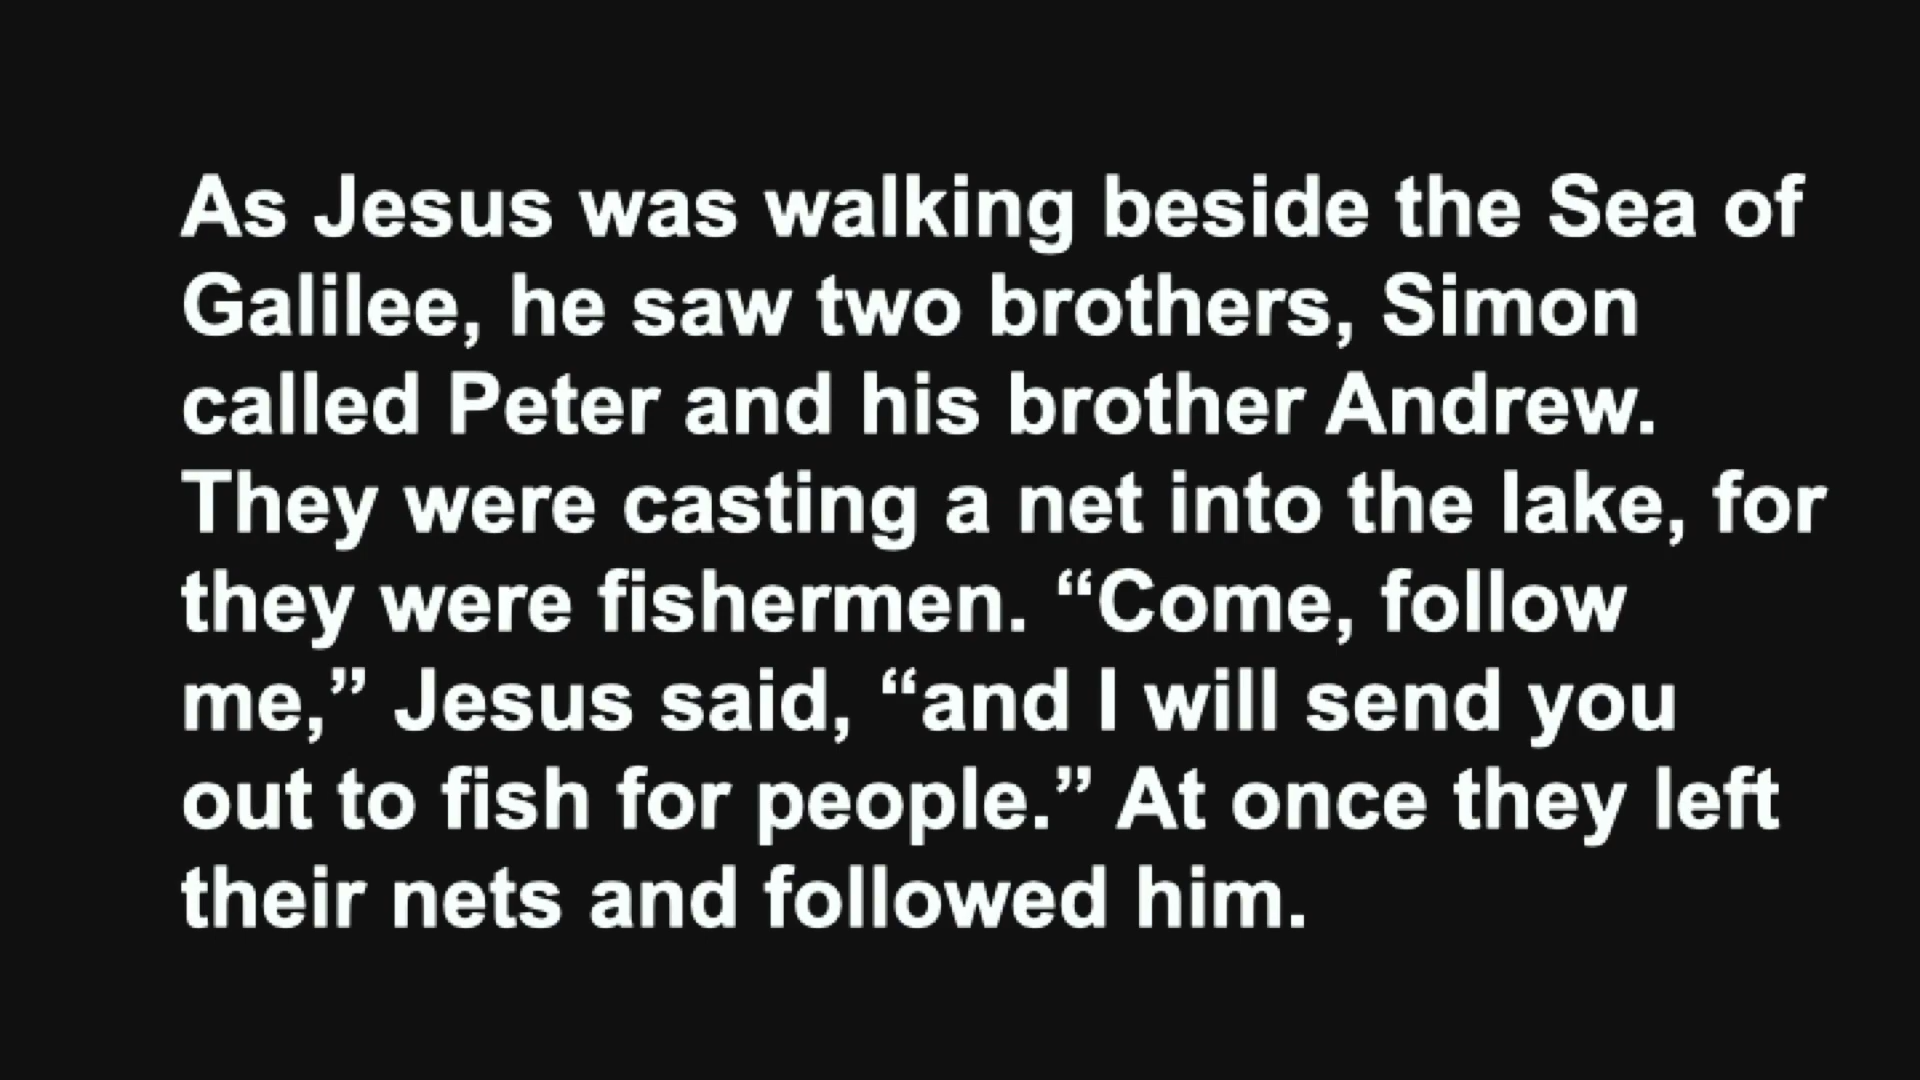 As Jesus was walking beside the Sea of
Galilee, he saw two brothers, Simon
called Peter and his brother Andrew.
They were casting a net into the lake, for
they were fishermen. “Come, follow
me,” Jesus said, “and I will send you
out to fish for people.” At once they left
their nets and followed him.